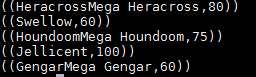 ((HeracrossMega Heracross,80))
((Swellow,60))
((HoundoomMega Houndoom,75))
((Jellicent,100))
((GengarMega Gengar,60))